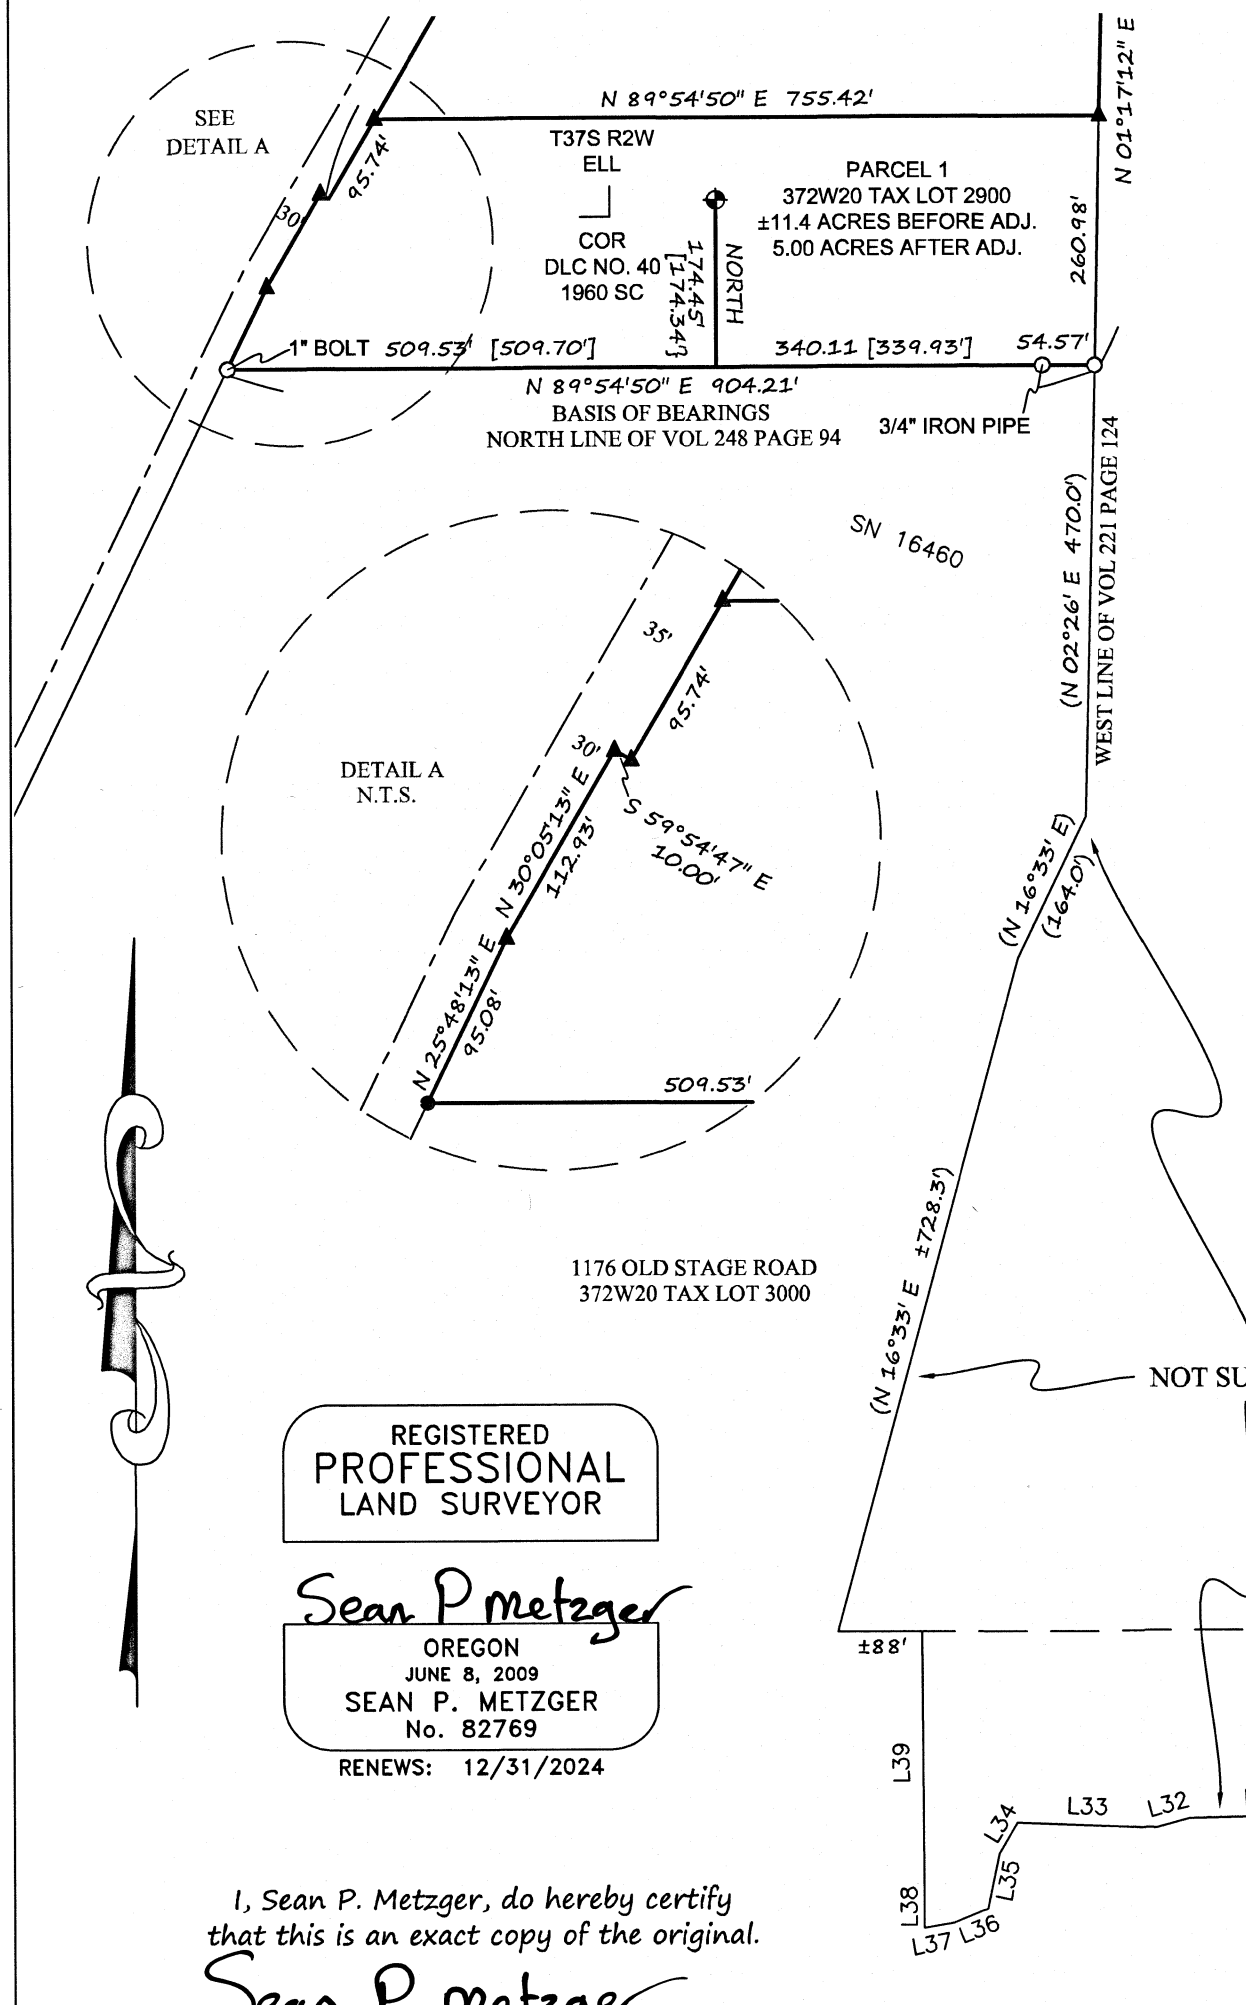 N 89°54'50" E 755.42'
N 01°17'12" E
SEE
DETAIL A
95.74'
30'
T37S R2W
ELL
COR
DLC NO. 40
1960 SC
174.45'
[174.34']
NORTH
PARCEL 1
372W20 TAX LOT 2900
±11.4 ACRES BEFORE ADJ.
5.00 ACRES AFTER ADJ.
260.98'
1" BOLT 509.53' [509.70']
340.11 [339.93']
54.57'
N 89°54'50" E 904.21'
BASIS OF BEARINGS
NORTH LINE OF VOL 248 PAGE 94
3/4" IRON PIPE
SN 16460
(N 02°26' E 470.0')
WEST LINE OF VOL 221 PAGE 124
35'
95.74'
30'
DETAIL A
N.T.S.
N 30°05'13" E
112.93'
S 59°54'47" E
10.00'
N 25°48'13" E
95.08'
509.53'
(N 16°33' E)
(164.0')
(N 16°33' E ±728.3')
1176 OLD STAGE ROAD
372W20 TAX LOT 3000
NOT SU
REGISTERED
PROFESSIONAL
LAND SURVEYOR
Sean P Metzger
OREGON
JUNE 8, 2009
SEAN P. METZGER
No. 82769
RENEWS: 12/31/2024
±88'
L39
L38
L37
L36
L35
L34
L33
L32
I, Sean P. Metzger, do hereby certify
that this is an exact copy of the original.
Sean P Metzger